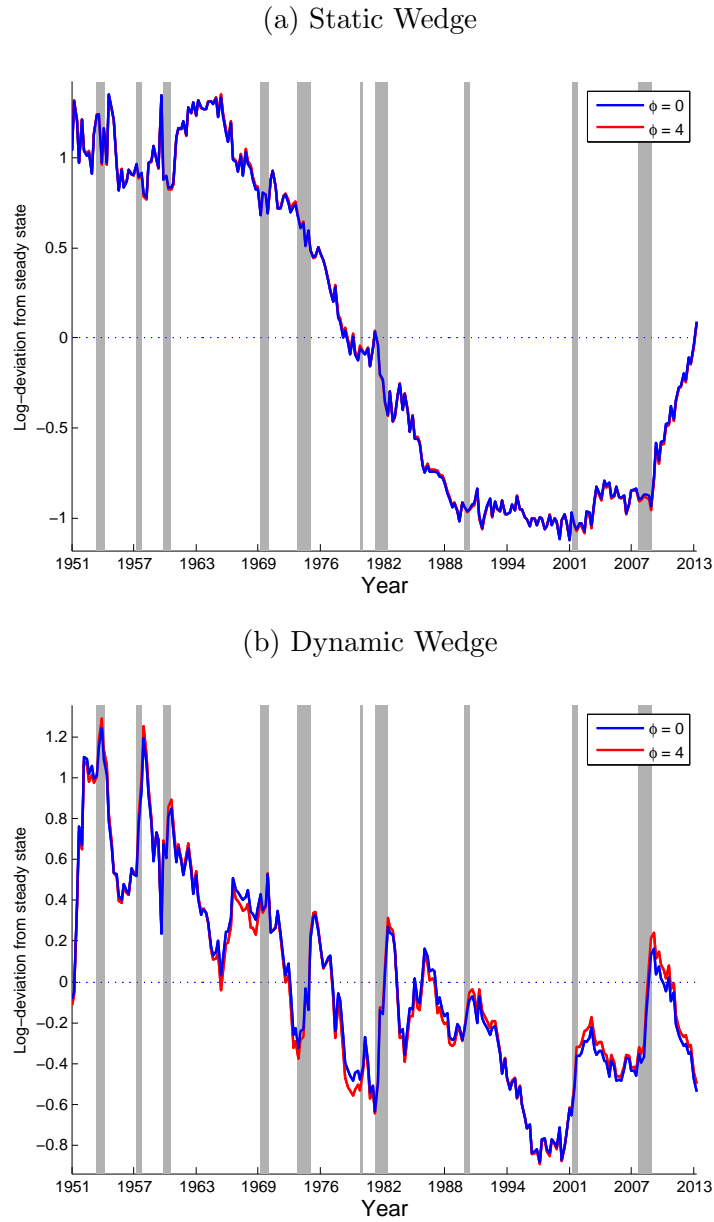 (a) Static Wedge
φ = 0
φ = 4
1
0.5
0
−0.5
−1
Log−deviation from steady state
1951 1957 1963 1969 1976 1982 1988 1994 2001 2007 2013
Year
(b) Dynamic Wedge
φ = 0
φ = 4
1.2
1
0.8
0.6
0.4
0.2
0
−0.2
−0.4
−0.6
−0.8
Log−deviation from steady state
1951 1957 1963 1969 1976 1982 1988 1994 2001 2007 2013
Year